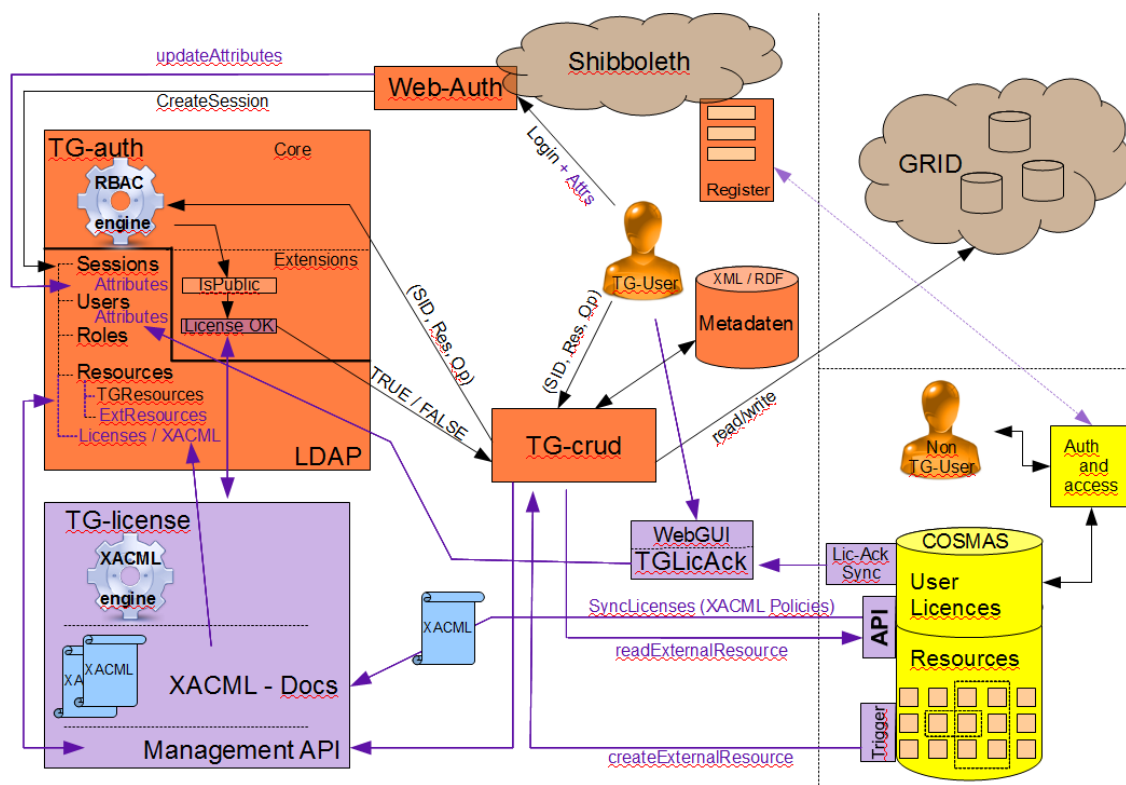 updateAttributes
Shibboleth
Web-Auth
CreateSession
Login + Attrs
Register
GRID
TG-auth
Core
RBAC
engine
Extensions
Sessions
Attributes
IsPublic
Users
Attributes
License OK
Roles
Resources
TGResources
ExtResources
Licenses / XACML
LDAP
(SID, Res, Op)
TRUE / FALSE
TG-User
(SID, Res, Op)
XML / RDF
Metadaten
TG-crud
read/write
Non
TG-User
Auth
and
access
TG-license
XACML
engine
WebGUI
TGLicAck
Lic-Ack
Sync
COSMAS
User
Licences
SyncLicenses (XACML Policies)
XACML
API
readExternalResource
Resources
XA
XACML
XACML - Docs
Management API
createExternalResource
Trigger